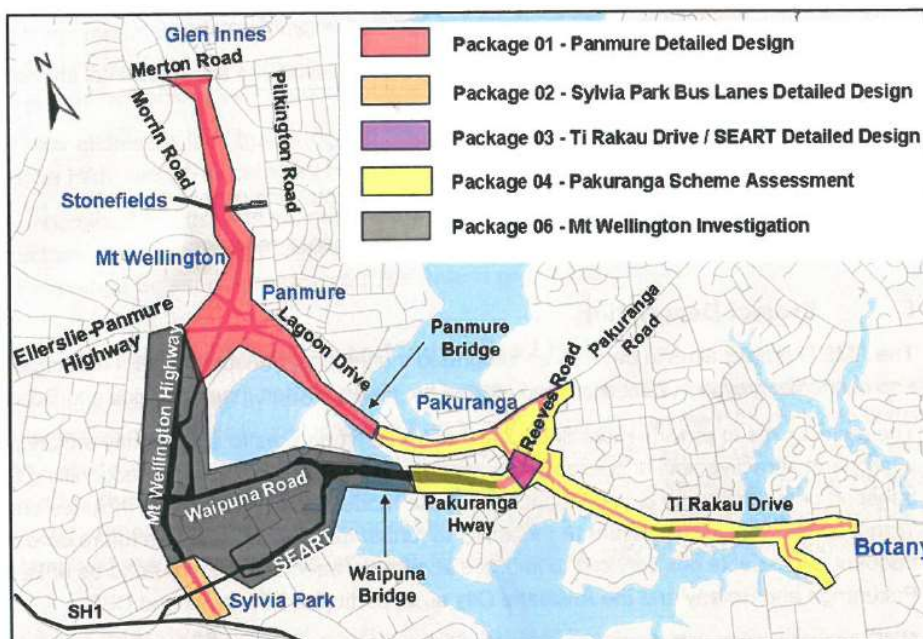 Glen Innes
Merton Road
Morrin Road
Pilkington Road
Stonefields
Mt Wellington
Panmure
Ellerslie-Panmure
Highway
Lagoon Drive
Panmure
Bridge
Pakuranga
Road
Reeves Road
Pakuranga
Mt Wellington Highway
Waipuna Road
SEART
Pakuranga
Hway
Ti Rakau Drive
Botany
Waipuna
Bridge
Sylvia Park
SH1
N
Package 01 - Panmure Detailed Design
Package 02 - Sylvia Park Bus Lanes Detailed Design
Package 03 - Ti Rakau Drive / SEART Detailed Design
Package 04 - Pakuranga Scheme Assessment
Package 06 - Mt Wellington Investigation